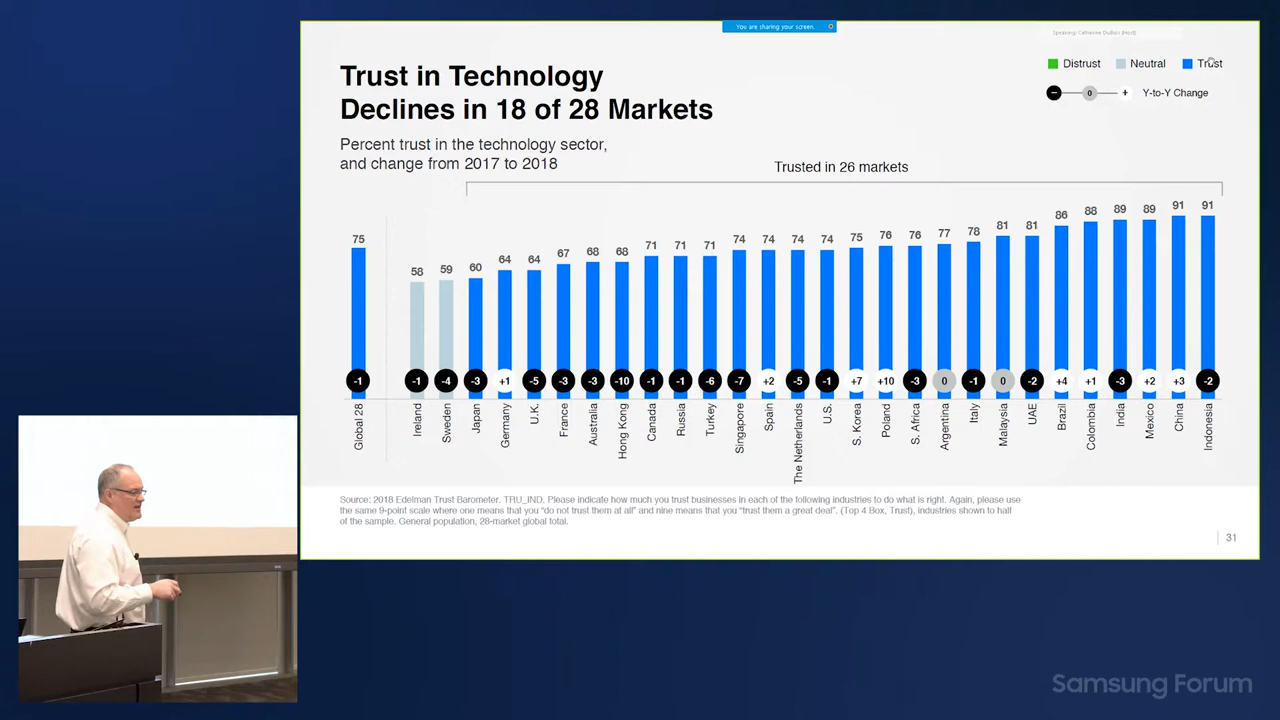 You are sharing your screen.
Speaking: Catherine DuBois (Host)
Trust in Technology
Declines in 18 of 28 Markets
Percent trust in the technology sector,
and change from 2017 to 2018
Distrust Neutral Trust
− 0 + Y-to-Y Change
Trusted in 26 markets
75 58 59 60 64 64 67 68 68 71 71 71 74 74 74 74 75 76 76 77 78 81 81 86 88 89 89 91 91
-1 -1 -4 -3 +1 -5 -3 -3 -10 -1 -1 -6 -7 +2 -5 -1 +7 +10 -3 0 -1 0 -2 +4 +1 -3 +2 +3 -2
Global 28 Ireland Sweden Japan Germany U.K. France Australia Hong Kong Canada Russia Turkey Singapore Spain The Netherlands U.S. S. Korea Poland S. Africa Argentina Italy Malaysia UAE Brazil Colombia India Mexico China Indonesia
Source: 2018 Edelman Trust Barometer. TRU_IND. Please indicate how much you trust businesses in each of the following industries to do what is right. Again, please use
the same 9-point scale where one means that you “do not trust them at all” and nine means that you “trust them a great deal”. (Top 4 Box, Trust), industries shown to half
of the sample. General population, 28-market global total.
31
Samsung Forum